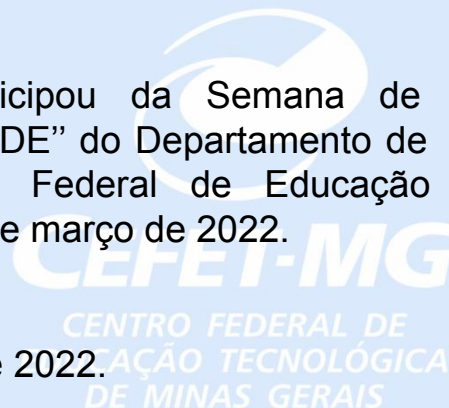 icipou da Semana de
DE” do Departamento de
Federal de Educação
e março de 2022.
CEFET-MG
CENTRO FEDERAL DE
EDUCAÇÃO TECNOLÓGICA
e 2022.
DE MINAS GERAIS